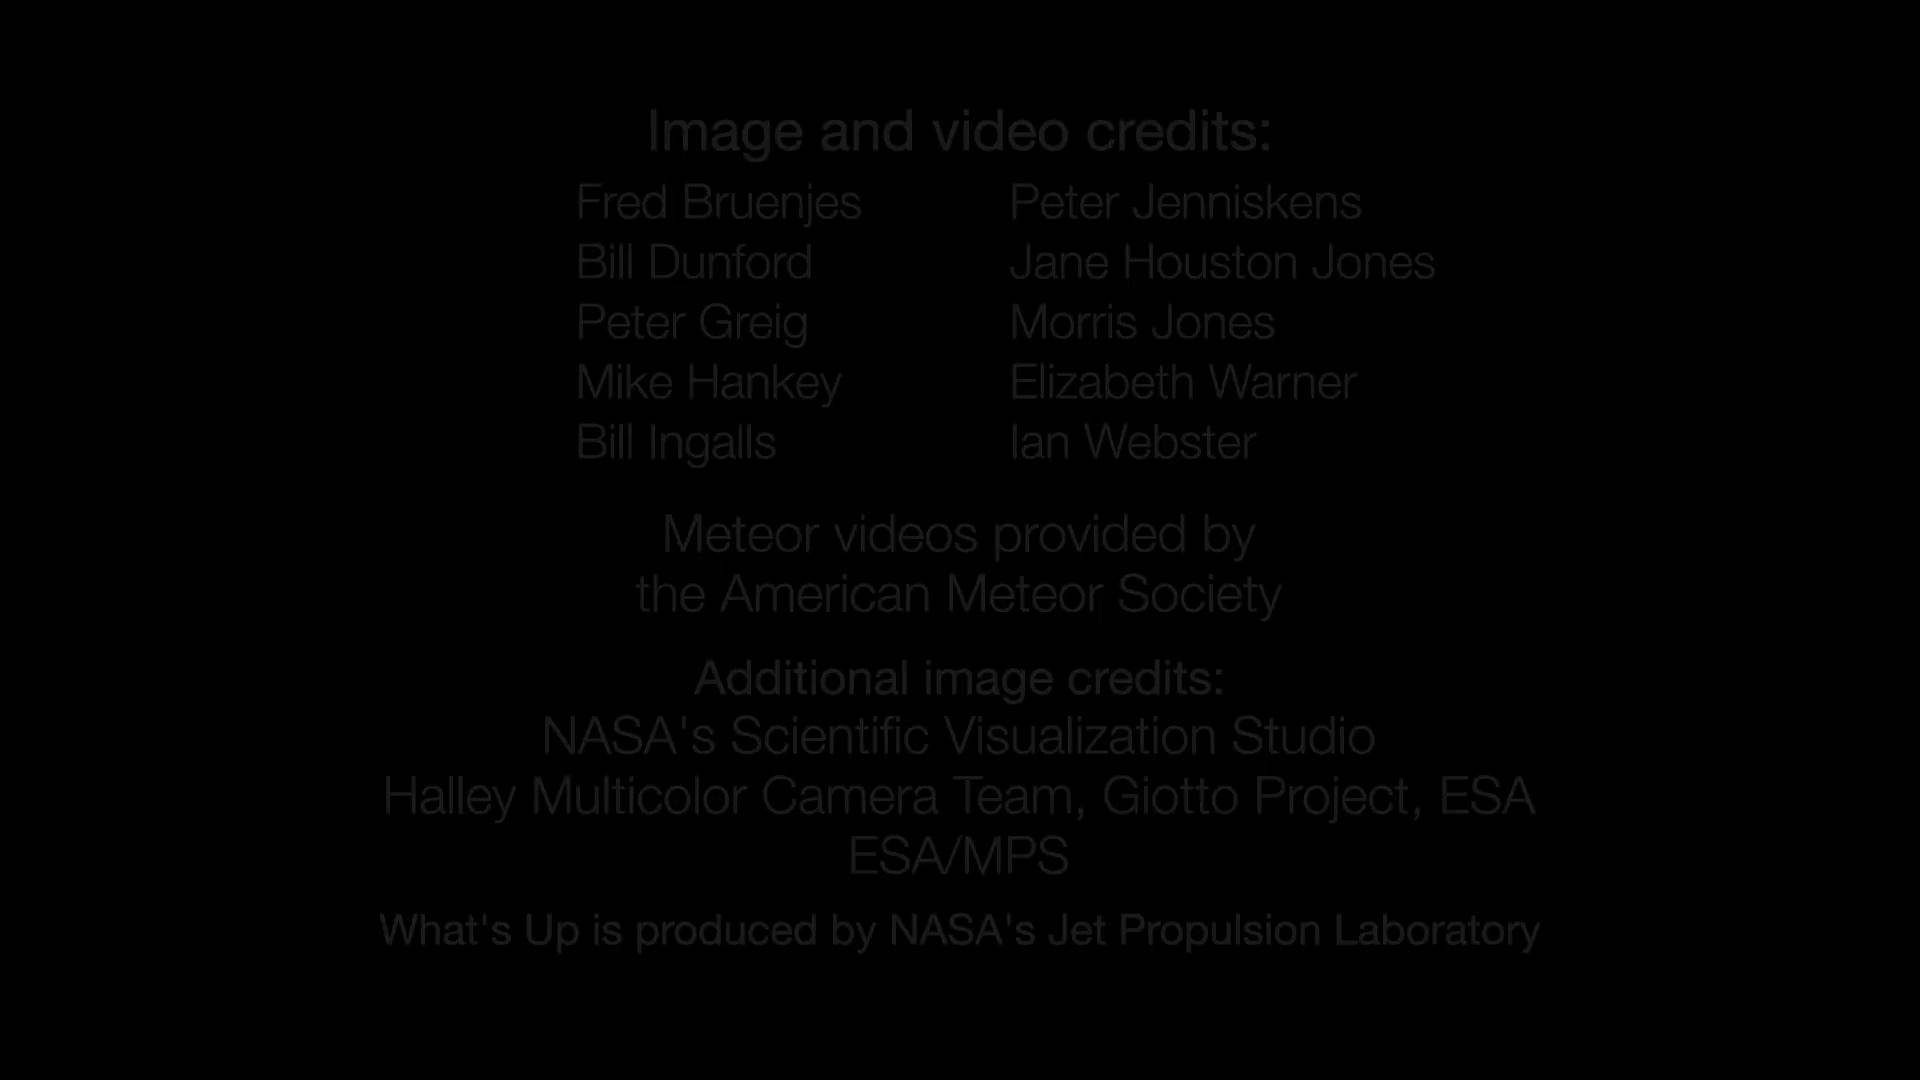 Image and video credits:
Fred Bruenjes
Bill Dunford
Peter Greig
Mike Hankey
Bill Ingalls
Peter Jenniskens
Jane Houston Jones
Morris Jones
Elizabeth Warner
Ian Webster
Meteor videos provided by
the American Meteor Society
Additional image credits:
NASA's Scientific Visualization Studio
Halley Multicolor Camera Team, Giotto Project, ESA
ESA/MPS
What's Up is produced by NASA's Jet Propulsion Laboratory